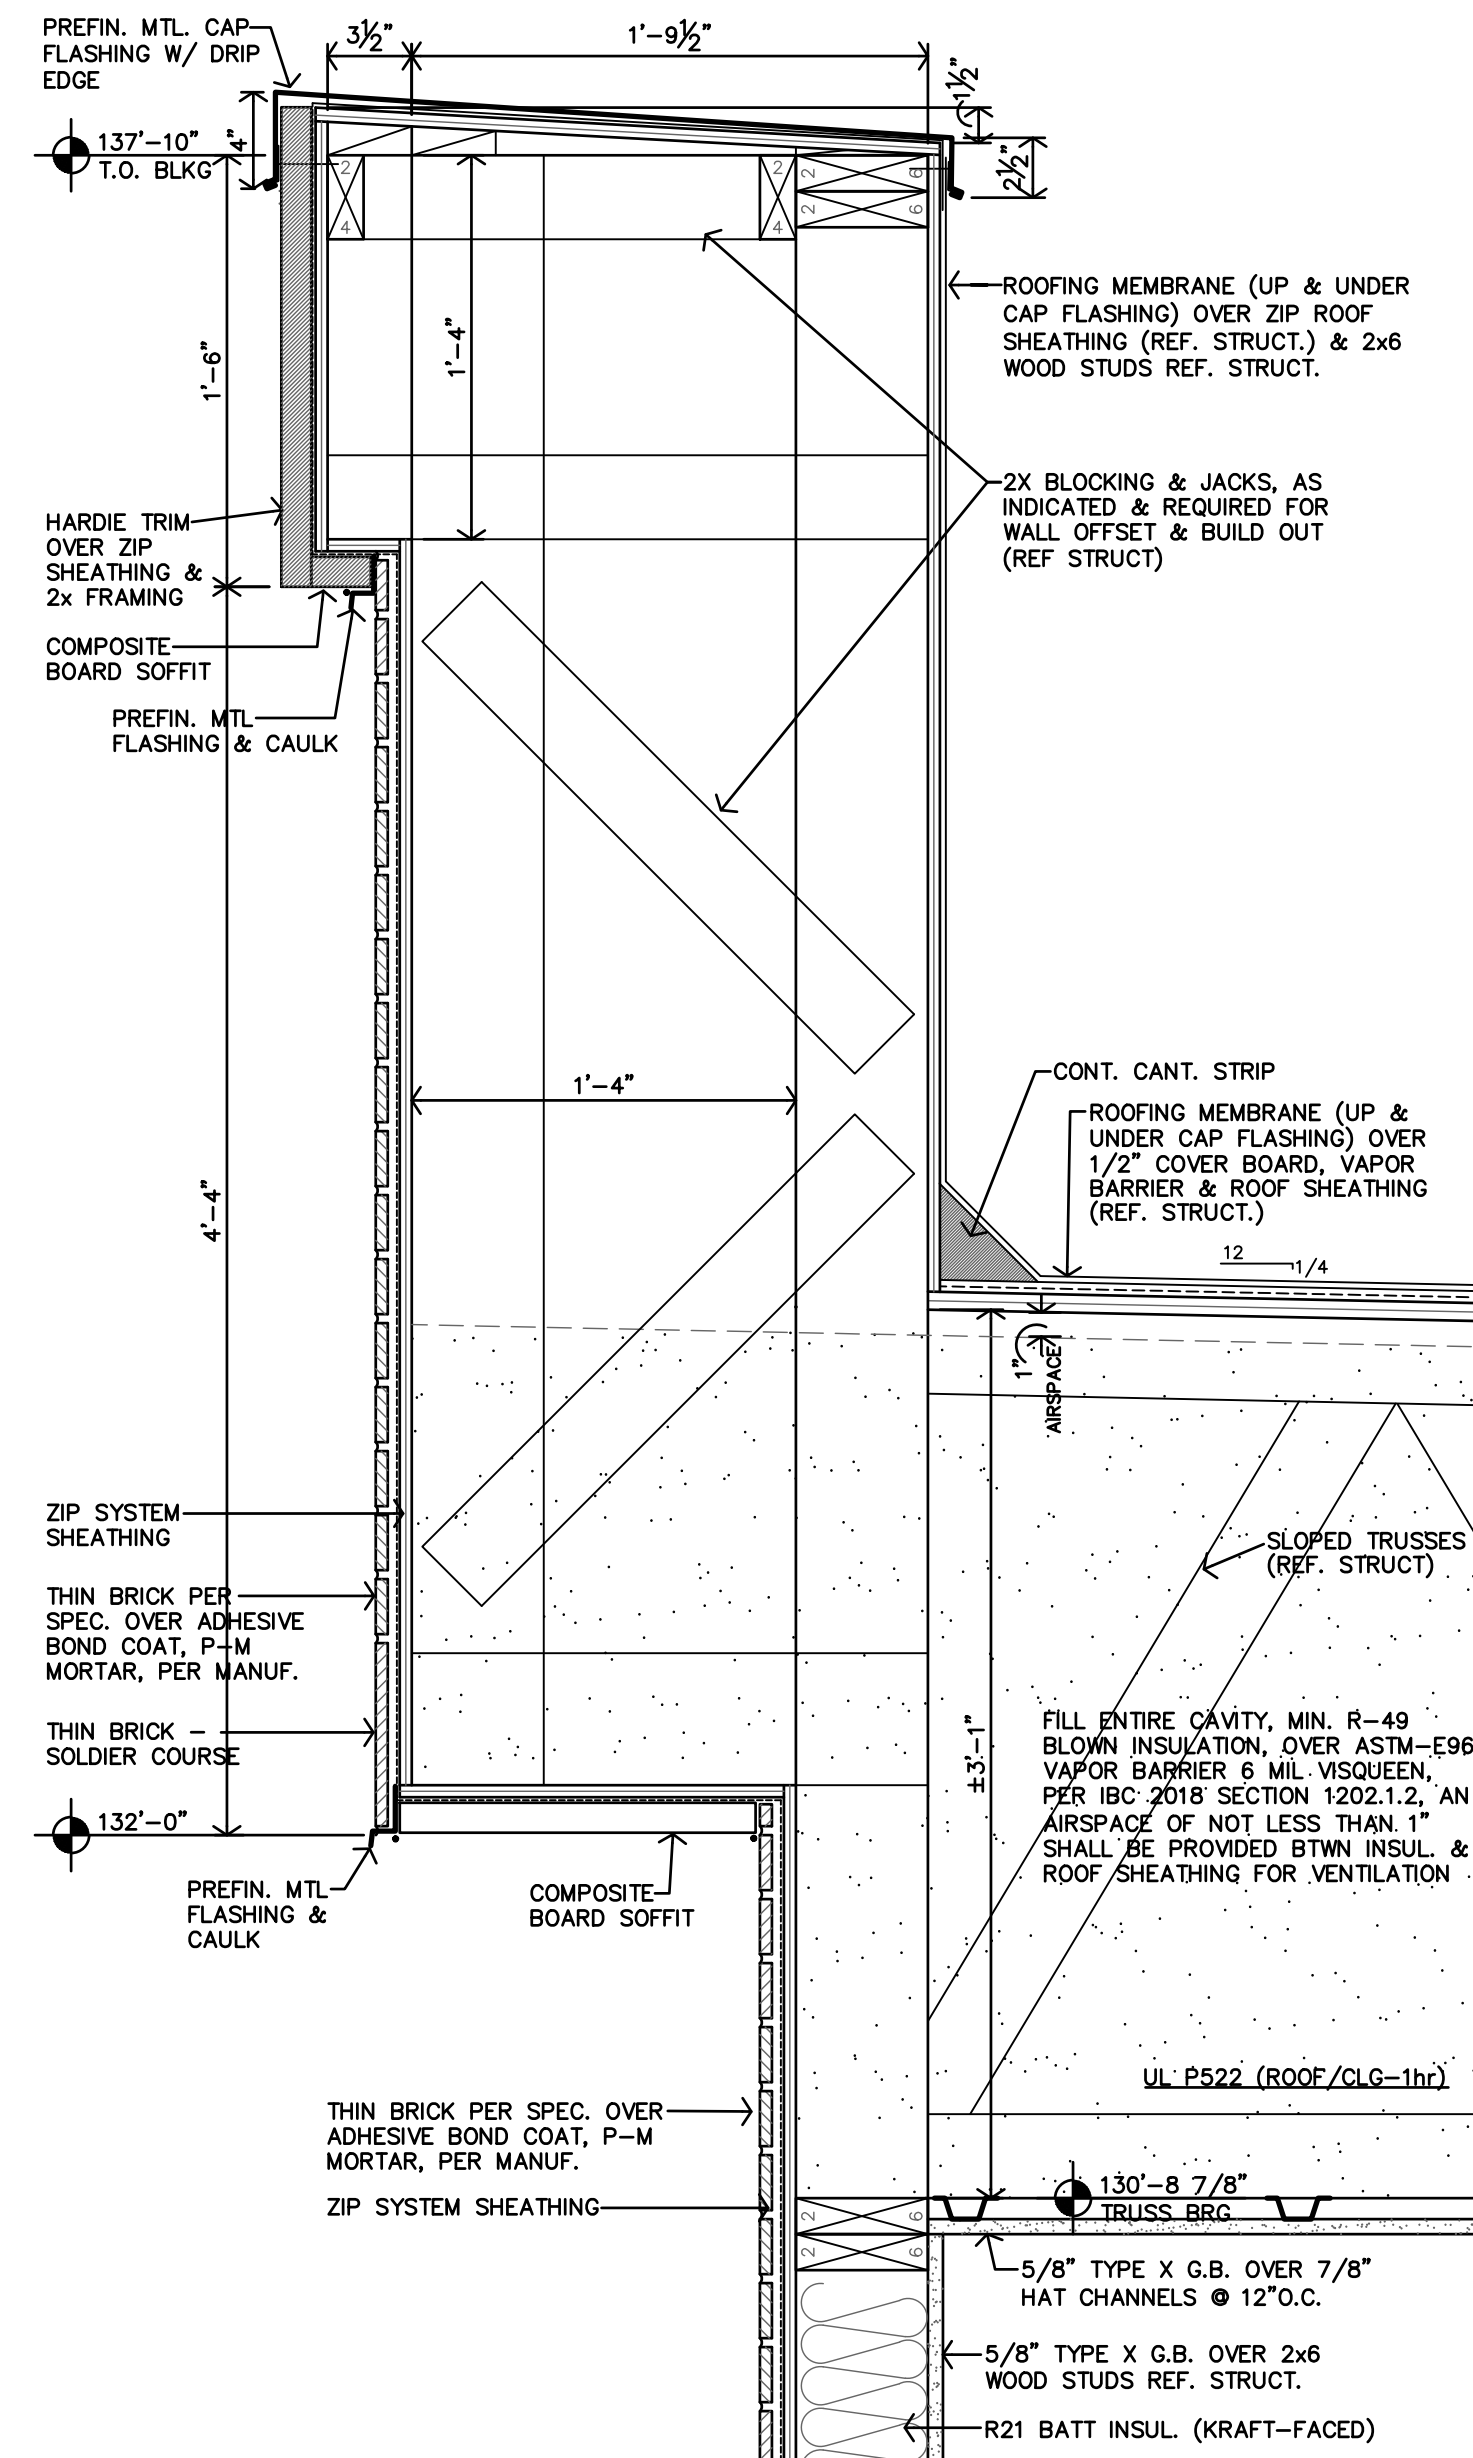 PREFIN. MTL. CAP
FLASHING W/ DRIP
EDGE
3½"
1'-9½"
1½"
4"
2½"
137'-10"
T.O. BLKG
2
4
2
4
2
6
2
6
1'-6"
1'-4"
ROOFING MEMBRANE (UP & UNDER
CAP FLASHING) OVER ZIP ROOF
SHEATHING (REF. STRUCT.) & 2x6
WOOD STUDS REF. STRUCT.
2X BLOCKING & JACKS, AS
INDICATED & REQUIRED FOR
WALL OFFSET & BUILD OUT
(REF STRUCT)
HARDIE TRIM
OVER ZIP
SHEATHING &
2x FRAMING
COMPOSITE
BOARD SOFFIT
PREFIN. MTL
FLASHING & CAULK
1'-4"
4'-4"
CONT. CANT. STRIP
ROOFING MEMBRANE (UP &
UNDER CAP FLASHING) OVER
1/2" COVER BOARD, VAPOR
BARRIER & ROOF SHEATHING
(REF. STRUCT.)
12
1/4
1"
AIRSPACE
ZIP SYSTEM
SHEATHING
THIN BRICK PER
SPEC. OVER ADHESIVE
BOND COAT, P-M
MORTAR, PER MANUF.
THIN BRICK -
SOLDIER COURSE
132'-0"
PREFIN. MTL
FLASHING &
CAULK
COMPOSITE
BOARD SOFFIT
SLOPED TRUSSES
(REF. STRUCT)
±3'-1"
FILL ENTIRE CAVITY, MIN. R-49
BLOWN INSULATION, OVER ASTM-E96
VAPOR BARRIER 6 MIL VISQUEEN,
PER IBC 2018 SECTION 1202.1.2, AN
AIRSPACE OF NOT LESS THAN 1"
SHALL BE PROVIDED BTWN INSUL. &
ROOF SHEATHING FOR VENTILATION
UL P522 (ROOF/CLG-1hr)
THIN BRICK PER SPEC. OVER
ADHESIVE BOND COAT, P-M
MORTAR, PER MANUF.
ZIP SYSTEM SHEATHING
130'-8 7/8"
TRUSS BRG
2
6
2
6
5/8" TYPE X G.B. OVER 7/8"
HAT CHANNELS @ 12"O.C.
5/8" TYPE X G.B. OVER 2x6
WOOD STUDS REF. STRUCT.
R21 BATT INSUL. (KRAFT-FACED)